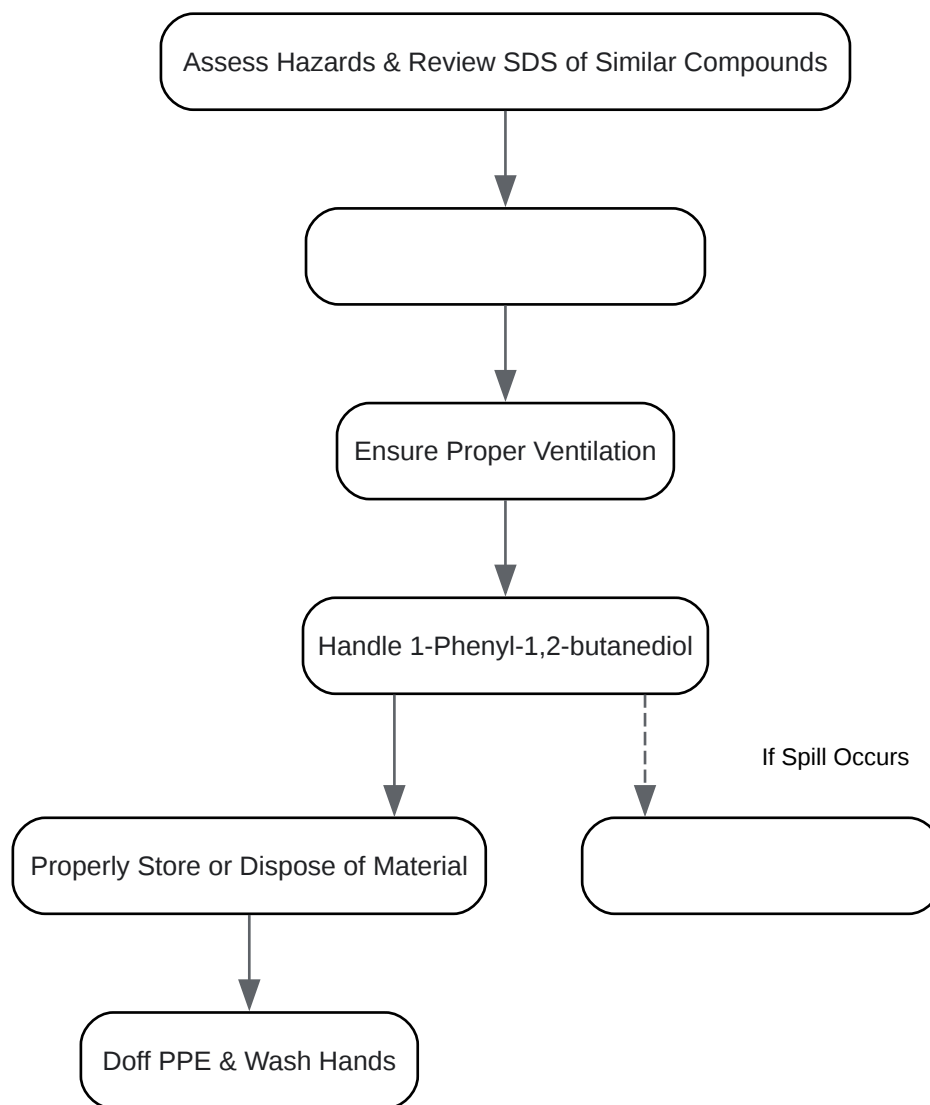 Assess Hazards & Review SDS of Similar Compounds
Ensure Proper Ventilation
Handle 1-Phenyl-1,2-butanediol
If Spill Occurs
Properly Store or Dispose of Material
Doff PPE & Wash Hands